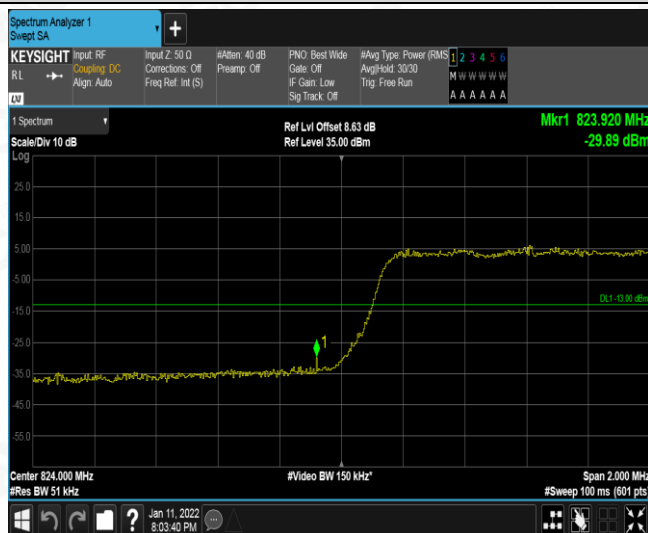 Spectrum Analyzer 1
Swept SA
KEYSIGHT
RL
LXI
Input: RF
Coupling: DC
Align: Auto
Input Z: 50 Ω
Corrections: Off
Freq Ref: Int (S)
#Atten: 40 dB
Preamp: Off
PNO: Best Wide
Gate: Off
IF Gain: Low
Sig Track: Off
#Avg Type: Power (RMS
Avg|Hold: 30/30
Trig: Free Run
1 2 3 4 5 6
M W W W W W
A A A A A A
1 Spectrum
Scale/Div 10 dB
Log
Ref Lvl Offset 8.63 dB
Ref Level 35.00 dBm
Mkr1 823.920 MHz
-29.89 dBm
25.0
15.0
5.00
-5.00
-15.0
-25.0
-35.0
-45.0
-55.0
DL1 -13.00 dBm
1
Center 824.000 MHz
#Res BW 51 kHz
#Video BW 150 kHz*
Span 2.000 MHz
#Sweep 100 ms (601 pts)
?
Jan 11, 2022
8:03:40 PM